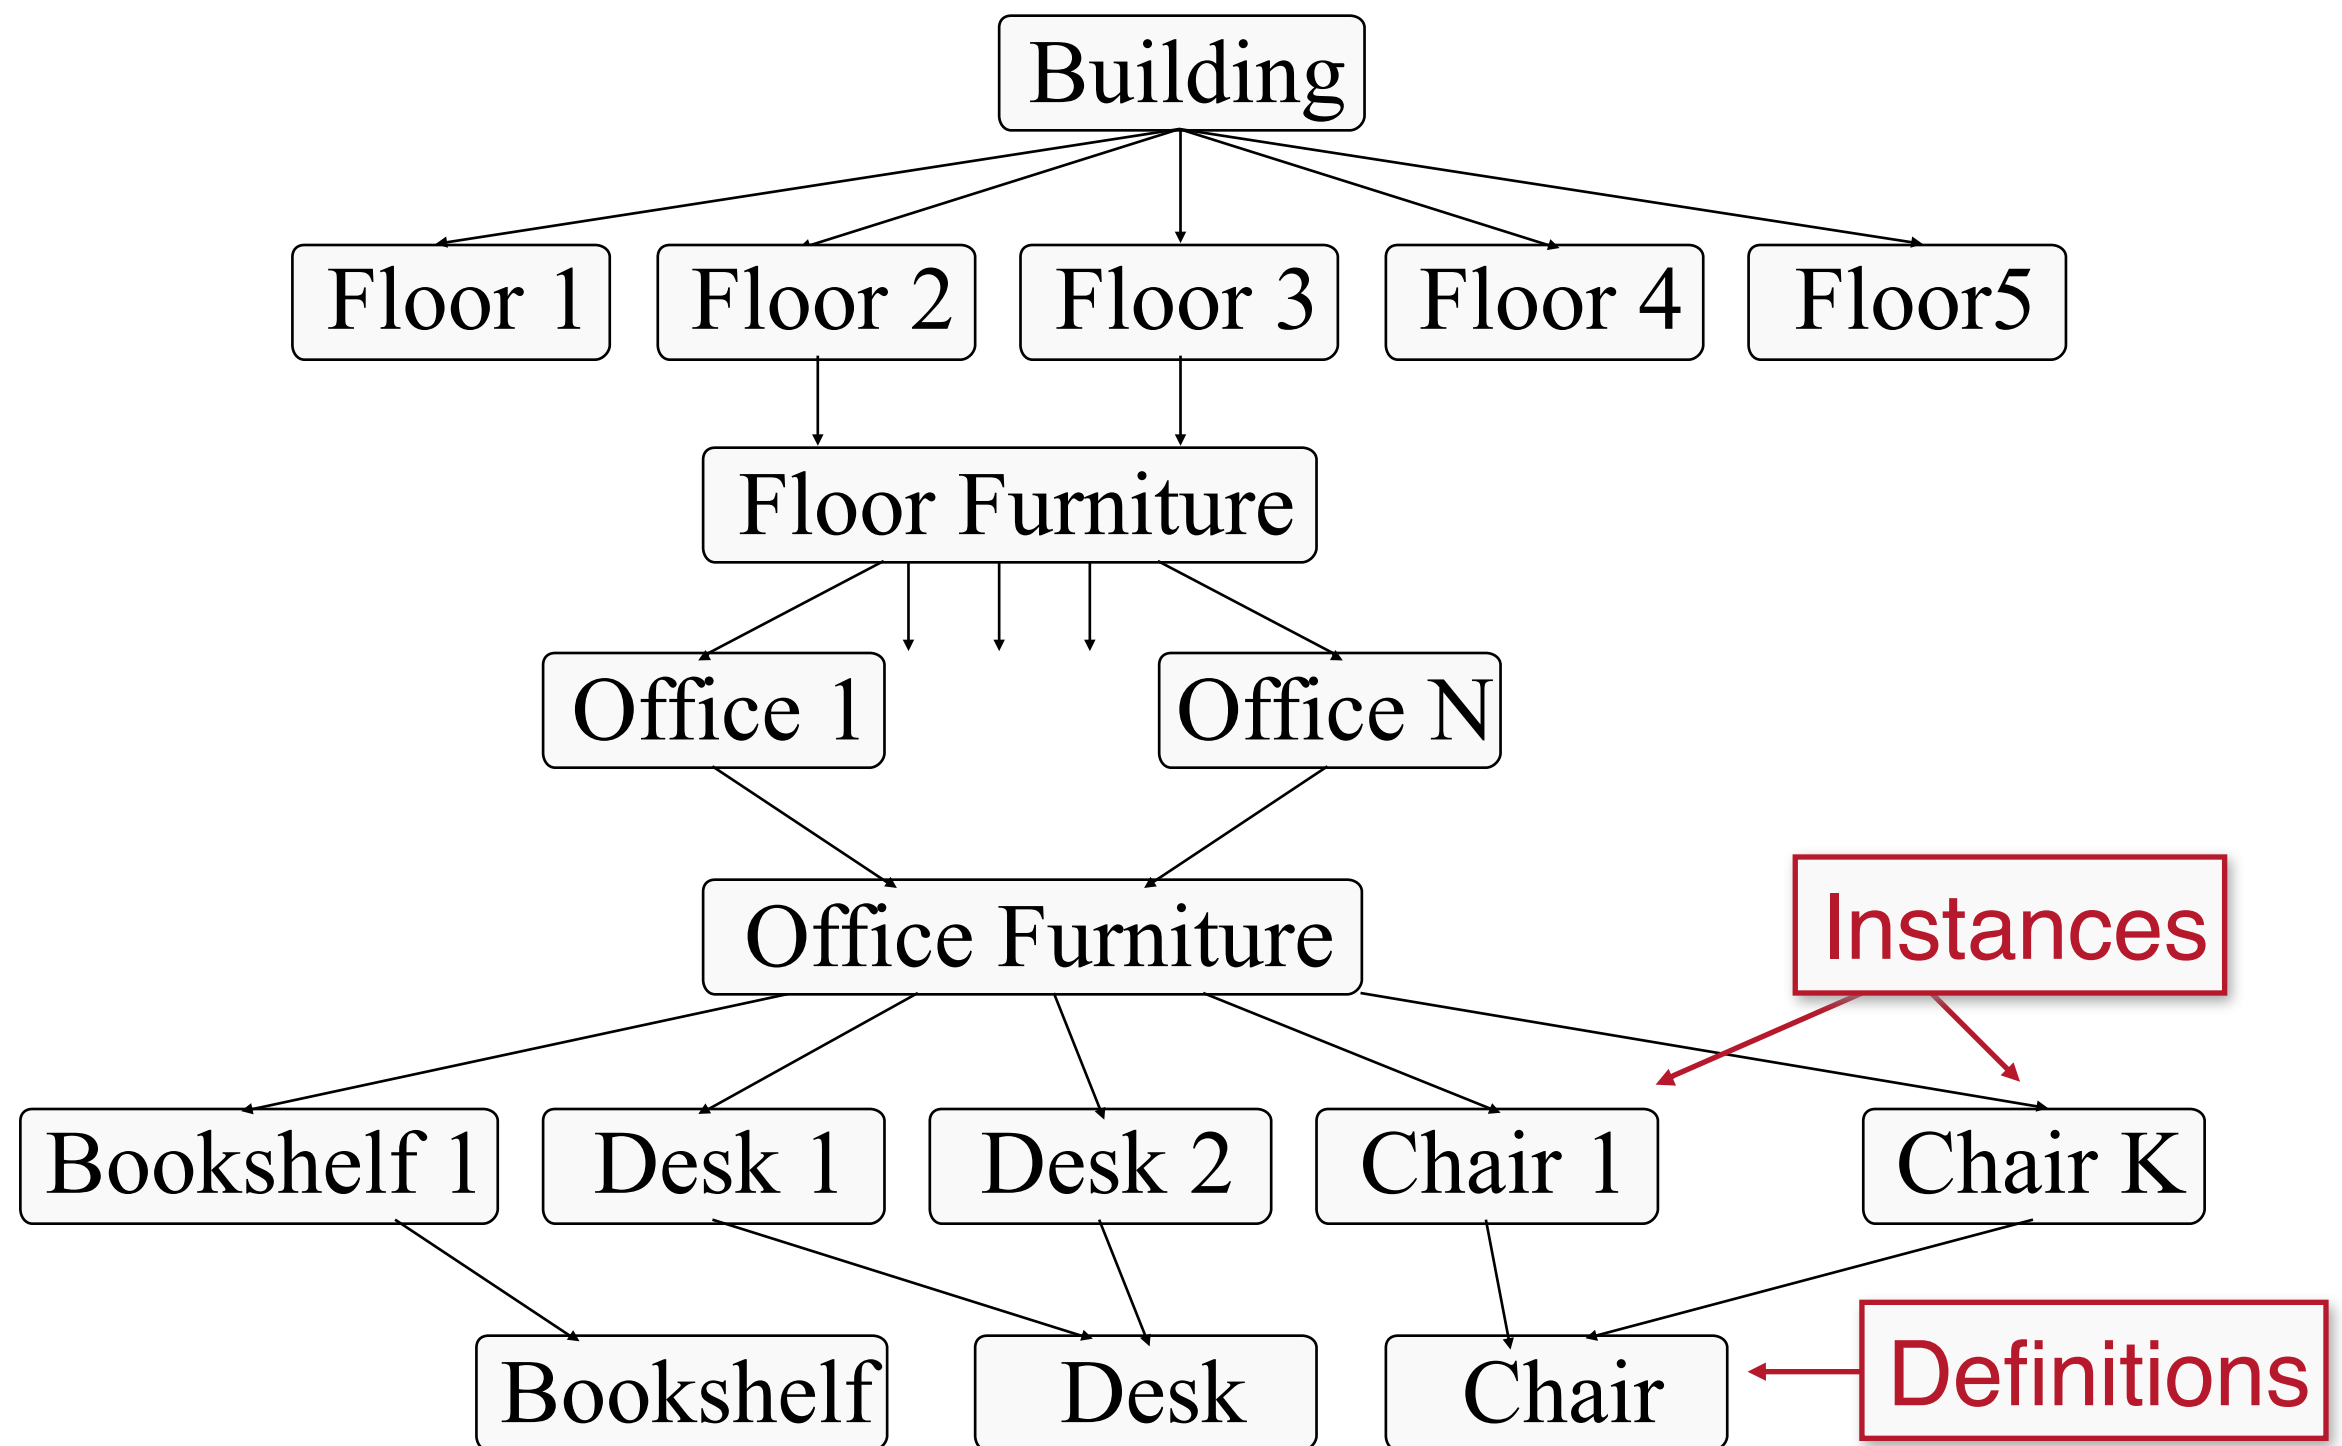 Building
Floor 1
Floor 2
Floor 3
Floor 4
Floor5
Floor Furniture
Office 1
Office N
Office Furniture
Instances
Bookshelf 1
Desk 1
Desk 2
Chair 1
Chair K
Bookshelf
Desk
Chair
Definitions